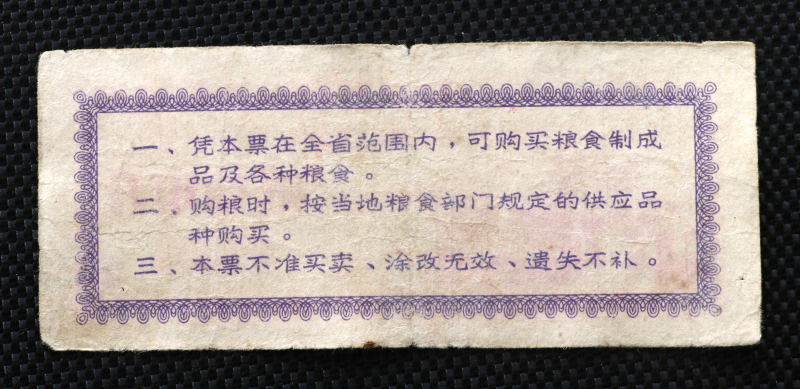 一、凭本票在全省范围内，可购买粮食制成
品及各种粮食。
二、购粮时，按当地粮食部门规定的供应品
种购买。
三、本票不准买卖、涂改无效、遗失不补。